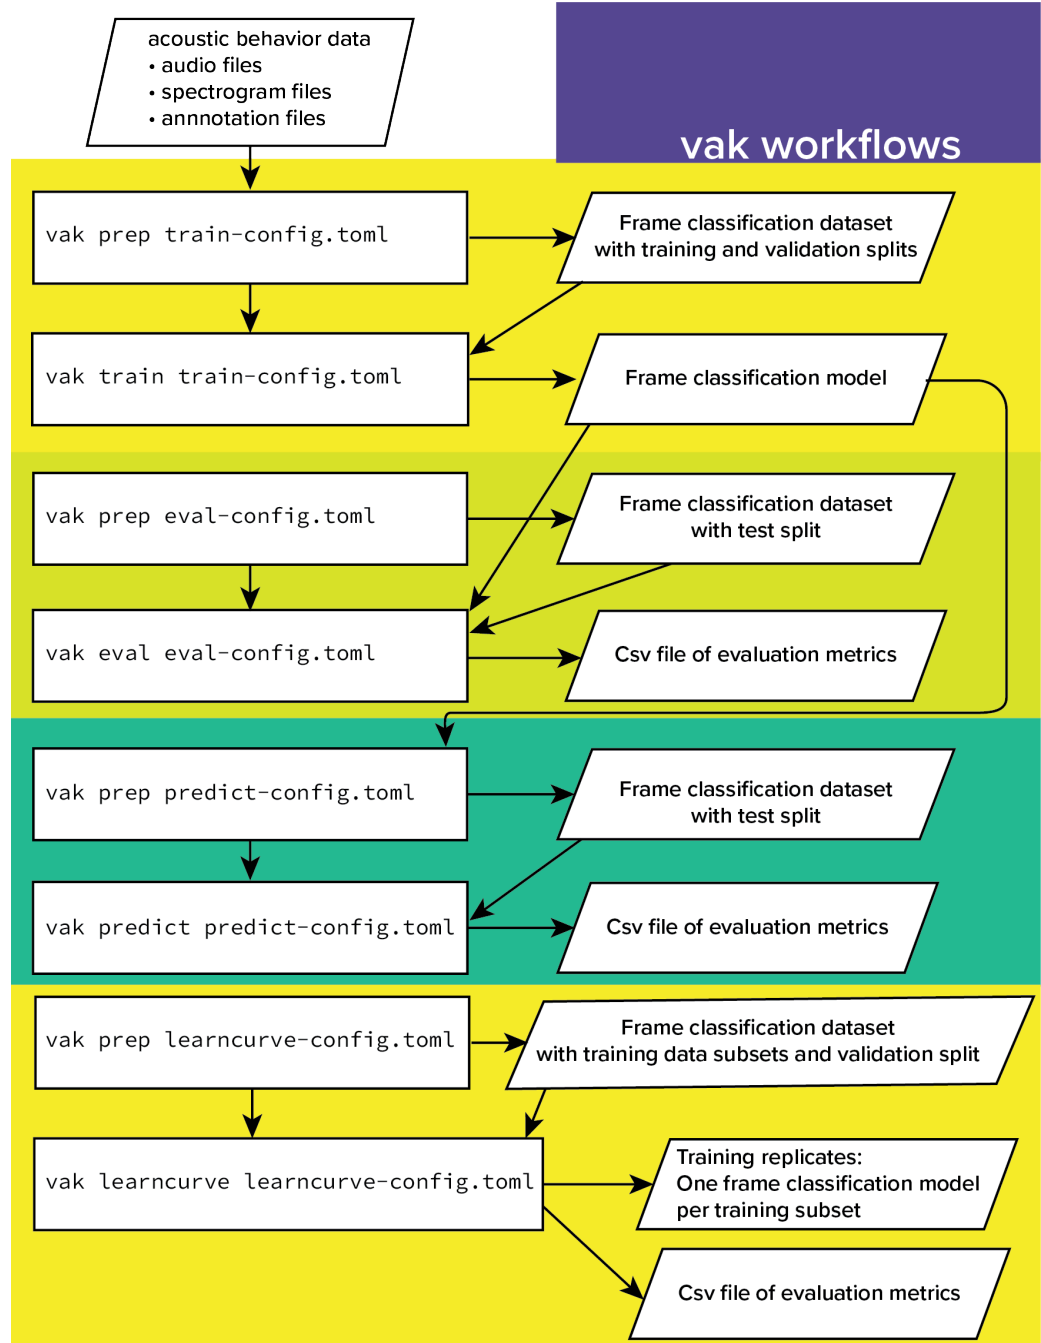 acoustic behavior data
• audio files
• spectrogram files
• annnotation files
vak workflows
vak prep train-config.toml
Frame classification dataset
with training and validation splits
vak train train-config.toml
Frame classification model
vak prep eval-config.toml
Frame classification dataset
with test split
vak eval eval-config.toml
Csv file of evaluation metrics
vak prep predict-config.toml
Frame classification dataset
with test split
vak predict predict-config.toml
Csv file of evaluation metrics
vak prep learncurve-config.toml
Frame classification dataset
with training data subsets and validation split
vak learncurve learncurve-config.toml
Training replicates:
One frame classification model
per training subset
Csv file of evaluation metrics